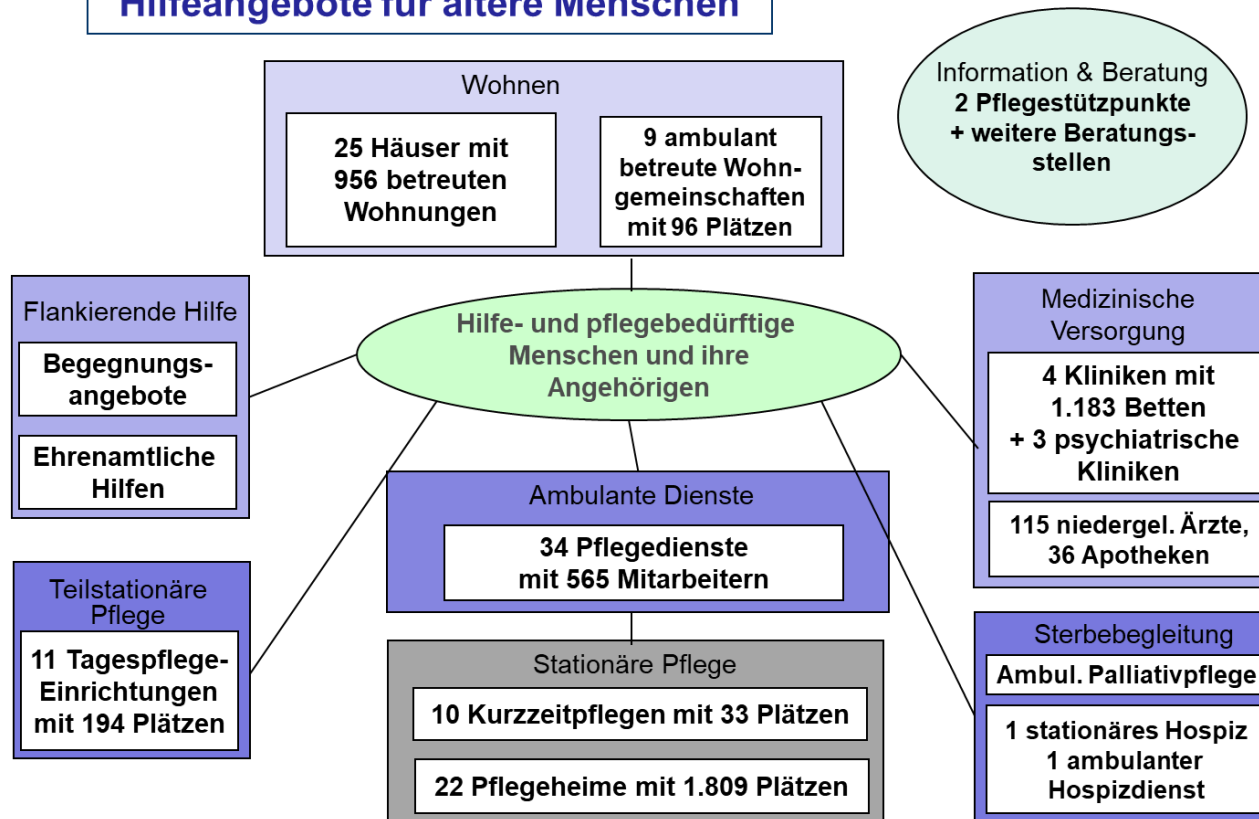 Hilfeangebote für ältere Menschen
Information & Beratung
2 Pflegestützpunkte
+ weitere Beratungs-
stellen
Wohnen
25 Häuser mit
956 betreuten
Wohnungen
9 ambulant
betreute Wohn-
gemeinschaften
mit 96 Plätzen
Flankierende Hilfe
Begegnungs-
angebote
Ehrenamtliche
Hilfen
Hilfe- und pflegebedürftige
Menschen und ihre
Angehörigen
Medizinische
Versorgung
4 Kliniken mit
1.183 Betten
+ 3 psychiatrische
Kliniken
115 niedergel. Ärzte,
36 Apotheken
Ambulante Dienste
34 Pflegedienste
mit 565 Mitarbeitern
Teilstationäre
Pflege
11 Tagespflege-
Einrichtungen
mit 194 Plätzen
Stationäre Pflege
10 Kurzzeitpflegen mit 33 Plätzen
22 Pflegeheime mit 1.809 Plätzen
Sterbebegleitung
Ambul. Palliativpflege
1 stationäres Hospiz
1 ambulanter
Hospizdienst